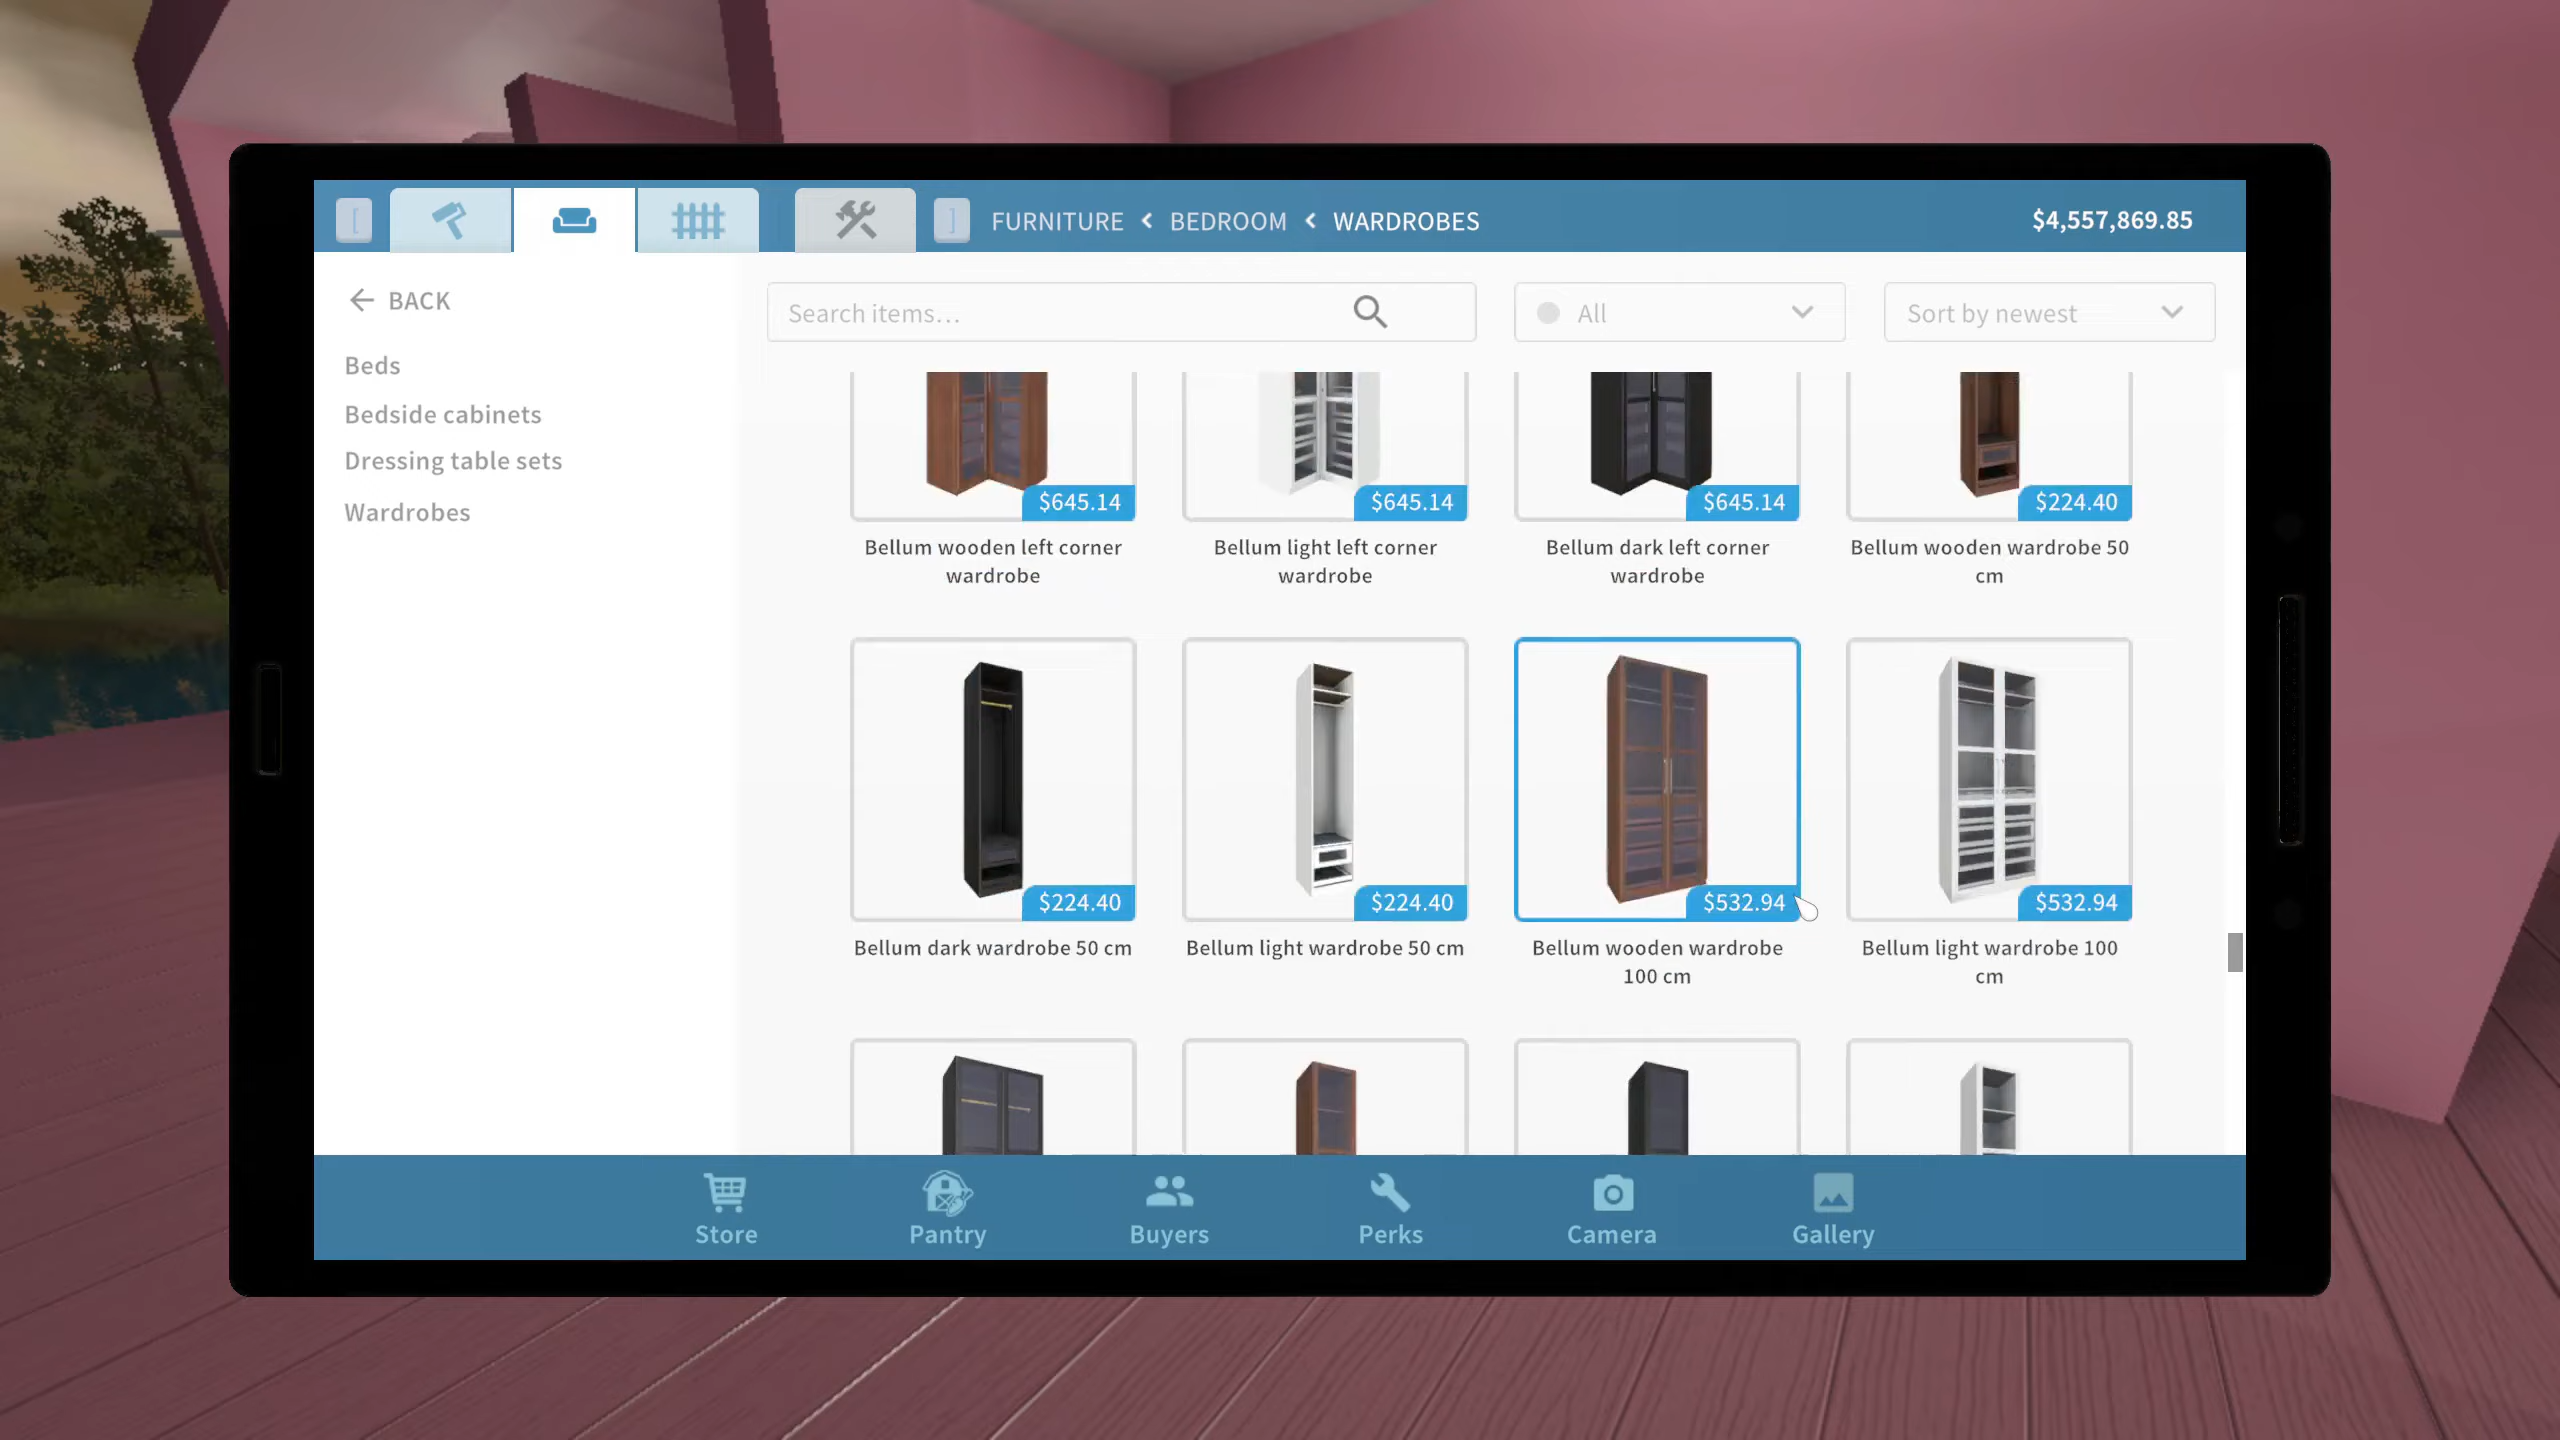 [
]
FURNITURE < BEDROOM < WARDROBES
$4,557,869.85
BACK
Search items...
All
Sort by newest
Beds
Bedside cabinets
Dressing table sets
Wardrobes
$645.14
$645.14
$645.14
$224.40
Bellum wooden left corner
wardrobe
Bellum light left corner
wardrobe
Bellum dark left corner
wardrobe
Bellum wooden wardrobe 50
cm
$224.40
$224.40
$532.94
$532.94
Bellum dark wardrobe 50 cm
Bellum light wardrobe 50 cm
Bellum wooden wardrobe
100 cm
Bellum light wardrobe 100
cm
Store
Pantry
Buyers
Perks
Camera
Gallery